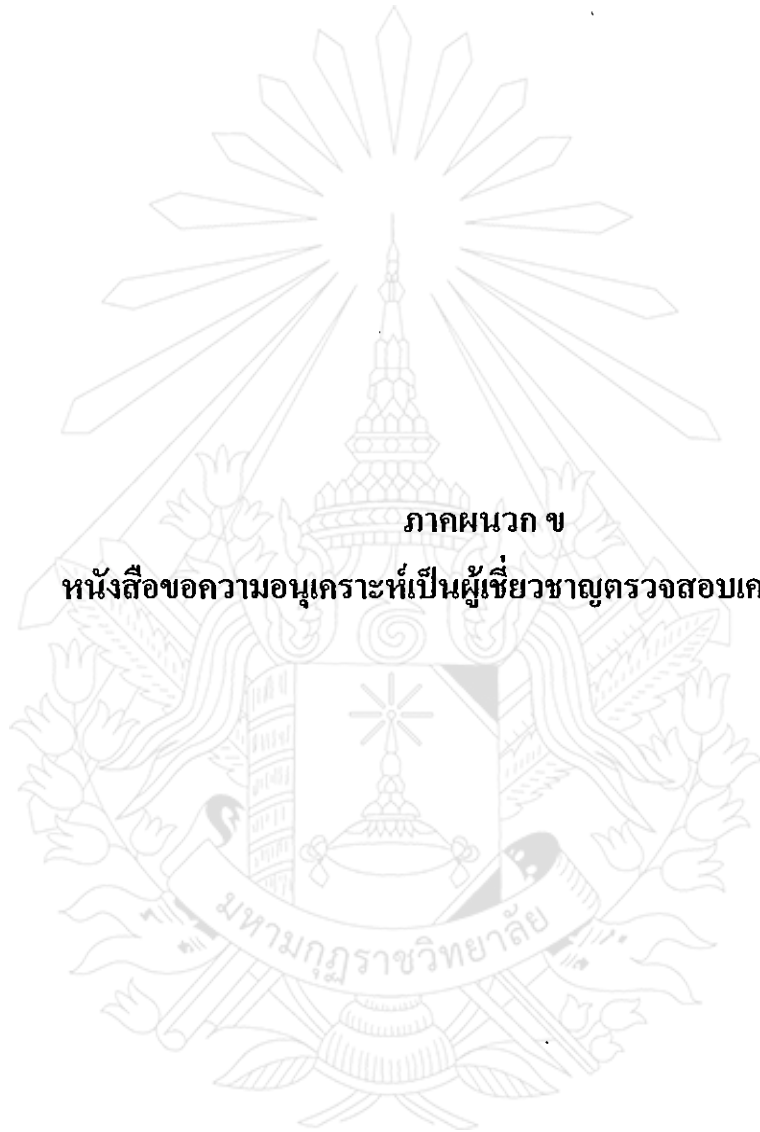 ภาคผนวก ข
หนังสือขอความอนุเคราะห์เป็นผู้เชี่ยวชาญตรวจสอบเค
มหามกุฏราชวิทยาลัย